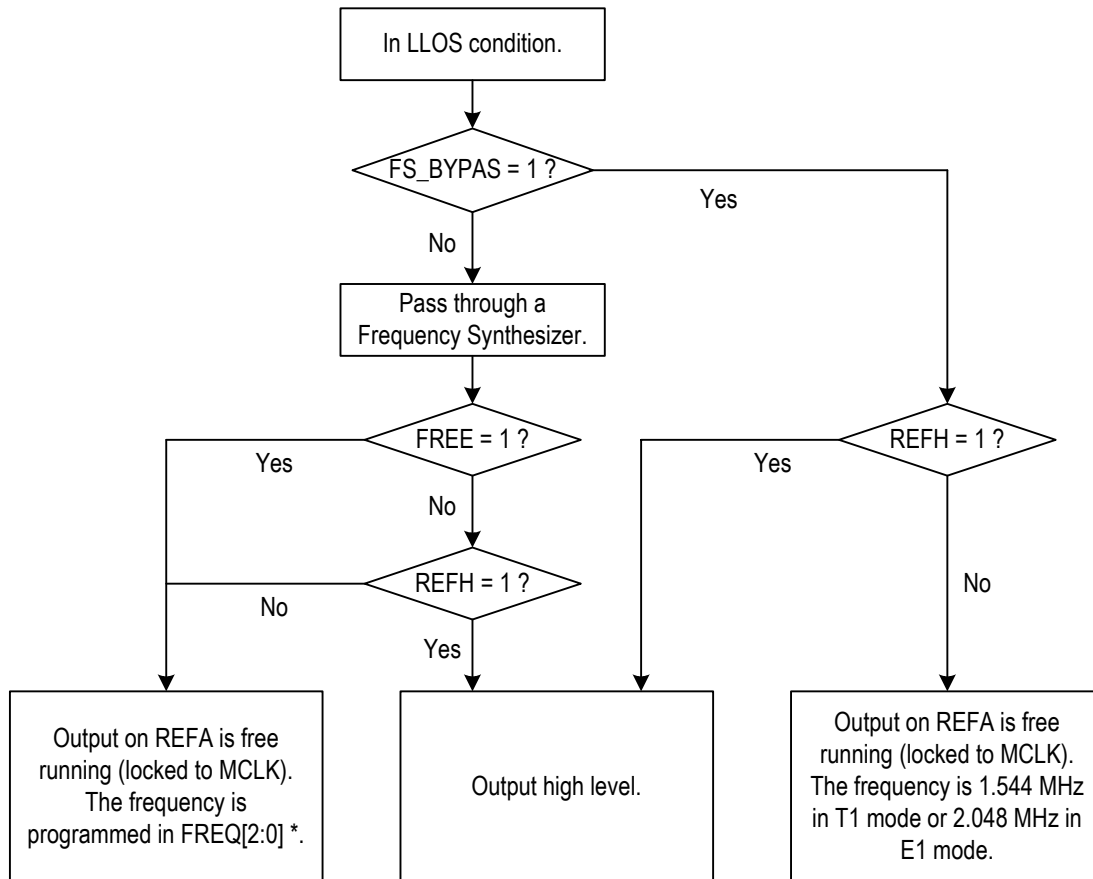 In LLOS condition.
FS_BYPAS = 1 ?
Yes
No
Pass through a
Frequency Synthesizer.
FREE = 1 ?
REFH = 1 ?
Yes
Yes
No
REFH = 1 ?
No
No
Yes
Output on REFA is free
running (locked to MCLK).
The frequency is
programmed in FREQ[2:0] *.
Output high level.
Output on REFA is free
running (locked to MCLK).
The frequency is 1.544 MHz
in T1 mode or 2.048 MHz in
E1 mode.